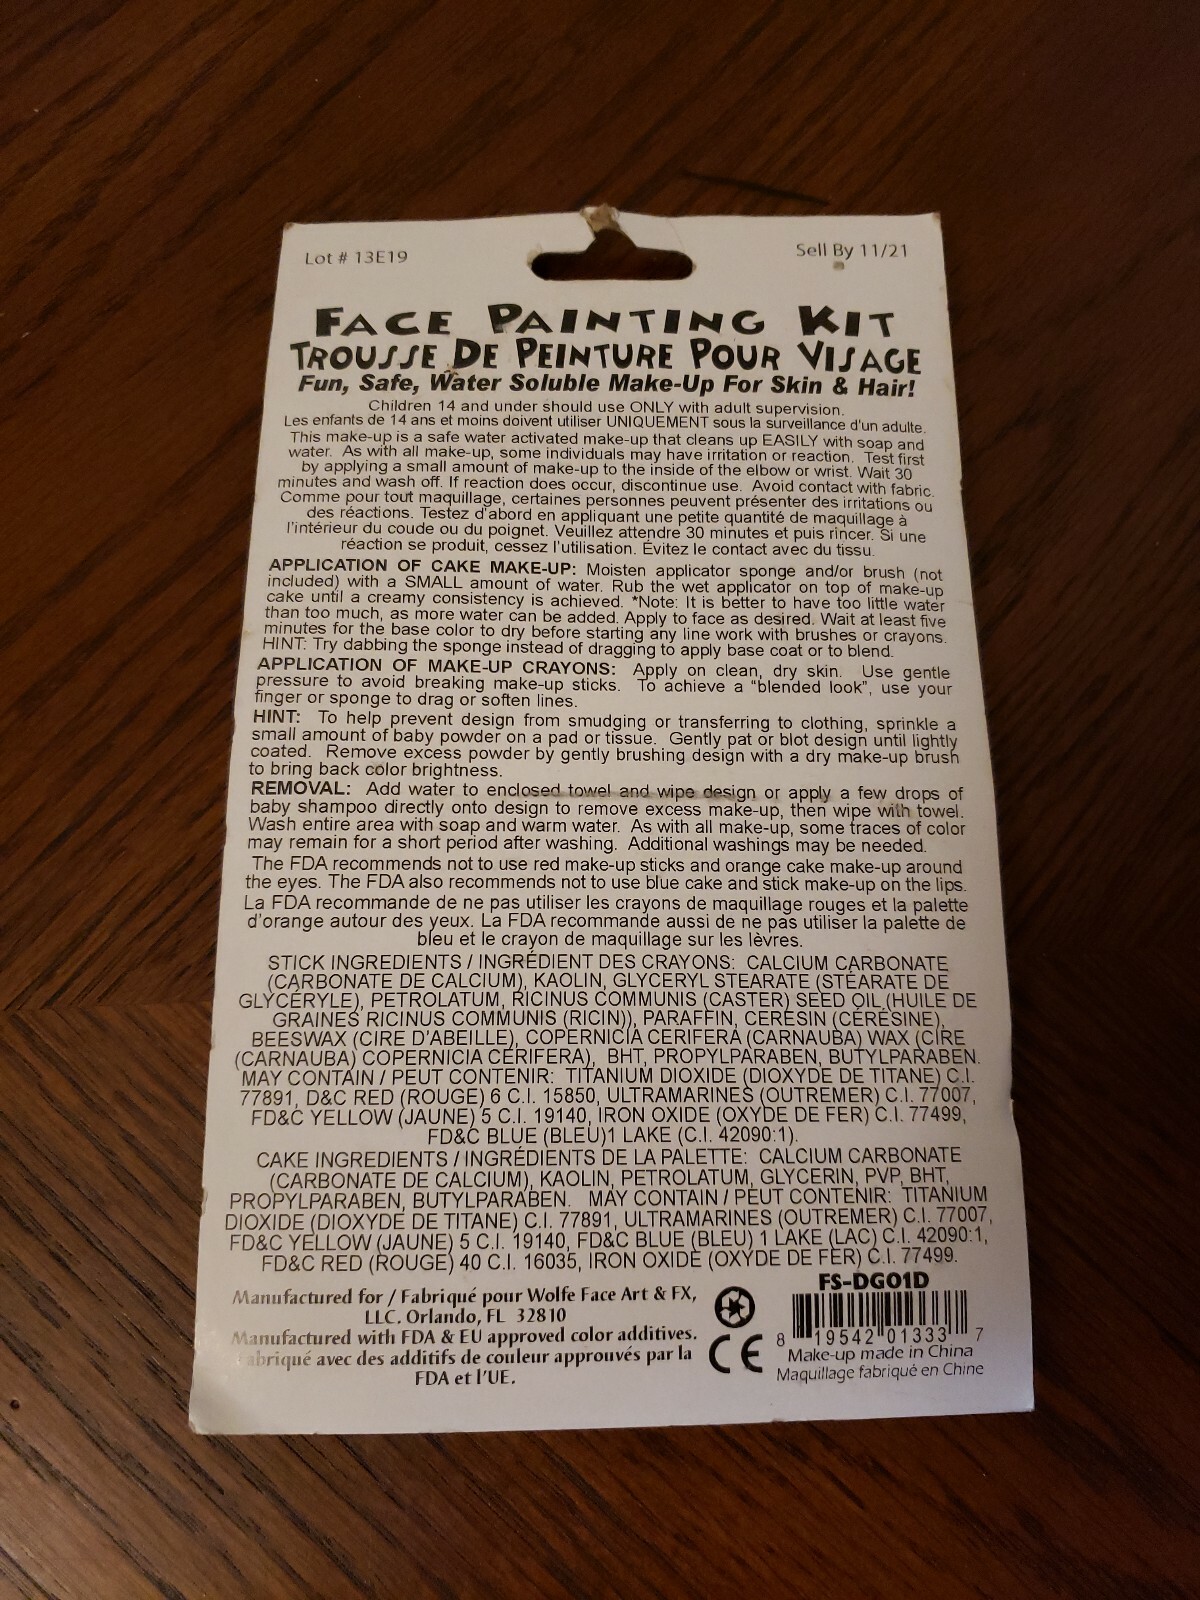 Lot # 13E19
Sell By 11/21
FACE PAINTING KIT
TROUSSE DE PEINTURE POUR VISAGE
Fun, Safe, Water Soluble Make-Up For Skin & Hair!
Children 14 and under should use ONLY with adult supervision.
Les enfants de 14 ans et moins doivent utiliser UNIQUEMENT sous la surveillance d'un adulte.
This make-up is a safe water activated make-up that cleans up EASILY with soap and
water. As with all make-up, some individuals may have irritation or reaction. Test first
by applying a small amount of make-up to the inside of the elbow or wrist. Wait 30
minutes and wash off. If reaction does occur, discontinue use. Avoid contact with fabric.
Comme pour tout maquillage, certaines personnes peuvent présenter des irritations ou
des réactions. Testez d'abord en appliquant une petite quantité de maquillage à
l'intérieur du coude ou du poignet. Veuillez attendre 30 minutes et puis rincer. Si une
réaction se produit, cessez l'utilisation. Évitez le contact avec du tissu.
APPLICATION OF CAKE MAKE-UP: Moisten applicator sponge and/or brush (not
included) with a SMALL amount of water. Rub the wet applicator on top of make-up
cake until a creamy consistency is achieved. *Note: It is better to have too little water
than too much, as more water can be added. Apply to face as desired. Wait at least five
minutes for the base color to dry before starting any line work with brushes or crayons.
HINT: Try dabbing the sponge instead of dragging to apply base coat or to blend.
APPLICATION OF MAKE-UP CRAYONS: Apply on clean, dry skin. Use gentle
pressure to avoid breaking make-up sticks. To achieve a "blended look", use your
finger or sponge to drag or soften lines.
HINT: To help prevent design from smudging or transferring to clothing, sprinkle a
small amount of baby powder on a pad or tissue. Gently pat or blot design until lightly
coated. Remove excess powder by gently brushing design with a dry make-up brush
to bring back color brightness.
REMOVAL: Add water to enclosed towel and wipe design or apply a few drops of
baby shampoo directly onto design to remove excess make-up, then wipe with towel.
Wash entire area with soap and warm water. As with all make-up, some traces of color
may remain for a short period after washing. Additional washings may be needed.
The FDA recommends not to use red make-up sticks and orange cake make-up around
the eyes. The FDA also recommends not to use blue cake and stick make-up on the lips.
La FDA recommande de ne pas utiliser les crayons de maquillage rouges et la palette
d'orange autour des yeux. La FDA recommande aussi de ne pas utiliser la palette de
bleu et le crayon de maquillage sur les lèvres.
STICK INGREDIENTS / INGRÉDIENT DES CRAYONS: CALCIUM CARBONATE
(CARBONATE DE CALCIUM), KAOLIN, GLYCERYL STEARATE (STÉARATE DE
GLYCÉRYLE), PETROLATUM, RICINUS COMMUNIS (CASTER) SEED OIL (HUILE DE
GRAINES RICINUS COMMUNIS (RICIN)), PARAFFIN, CERESIN (CÉRÉSINE),
BEESWAX (CIRE D'ABEILLE), COPERNICIA CERIFERA (CARNAUBA) WAX (CIRE
(CARNAUBA) COPERNICIA CERIFERA), BHT, PROPYLPARABEN, BUTYLPARABEN.
MAY CONTAIN / PEUT CONTENIR: TITANIUM DIOXIDE (DIOXYDE DE TITANE) C.I.
77891, D&C RED (ROUGE) 6 C.I. 15850, ULTRAMARINES (OUTREMER) C.I. 77007,
FD&C YELLOW (JAUNE) 5 C.I. 19140, IRON OXIDE (OXYDE DE FER) C.I. 77499,
FD&C BLUE (BLEU)1 LAKE (C.I. 42090:1).
CAKE INGREDIENTS / INGRÉDIENTS DE LA PALETTE: CALCIUM CARBONATE
(CARBONATE DE CALCIUM), KAOLIN, PETROLATUM, GLYCERIN, PVP, BHT,
PROPYLPARABEN, BUTYLPARABEN. MAY CONTAIN / PEUT CONTENIR: TITANIUM
DIOXIDE (DIOXYDE DE TITANE) C.I. 77891, ULTRAMARINES (OUTREMER) C.I. 77007,
FD&C YELLOW (JAUNE) 5 C.I. 19140, FD&C BLUE (BLEU) 1 LAKE (LAC) C.I. 42090:1,
FD&C RED (ROUGE) 40 C.I. 16035, IRON OXIDE (OXYDE DE FER) C.I. 77499.
Manufactured for / Fabriqué pour Wolfe Face Art & FX,
LLC. Orlando, FL 32810
Manufactured with FDA & EU approved color additives.
abriqué avec des additifs de couleur approuvés par la
FDA et l'UE.
CE
FS-DG01D
8 19542 01333 7
Make-up made in China
Maquillage fabriqué en Chine